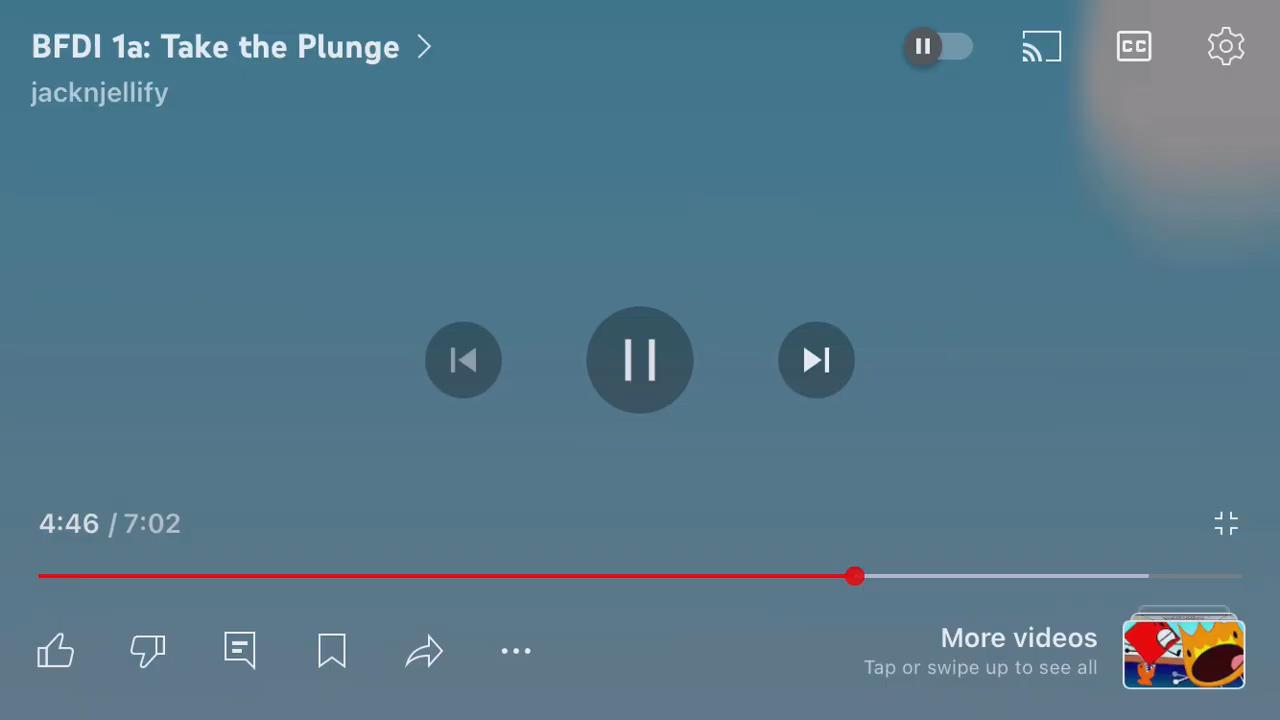 BFDI 1a: Take the Plunge
jacknjellify
CC
4:46 / 7:02
More videos
Tap or swipe up to see all